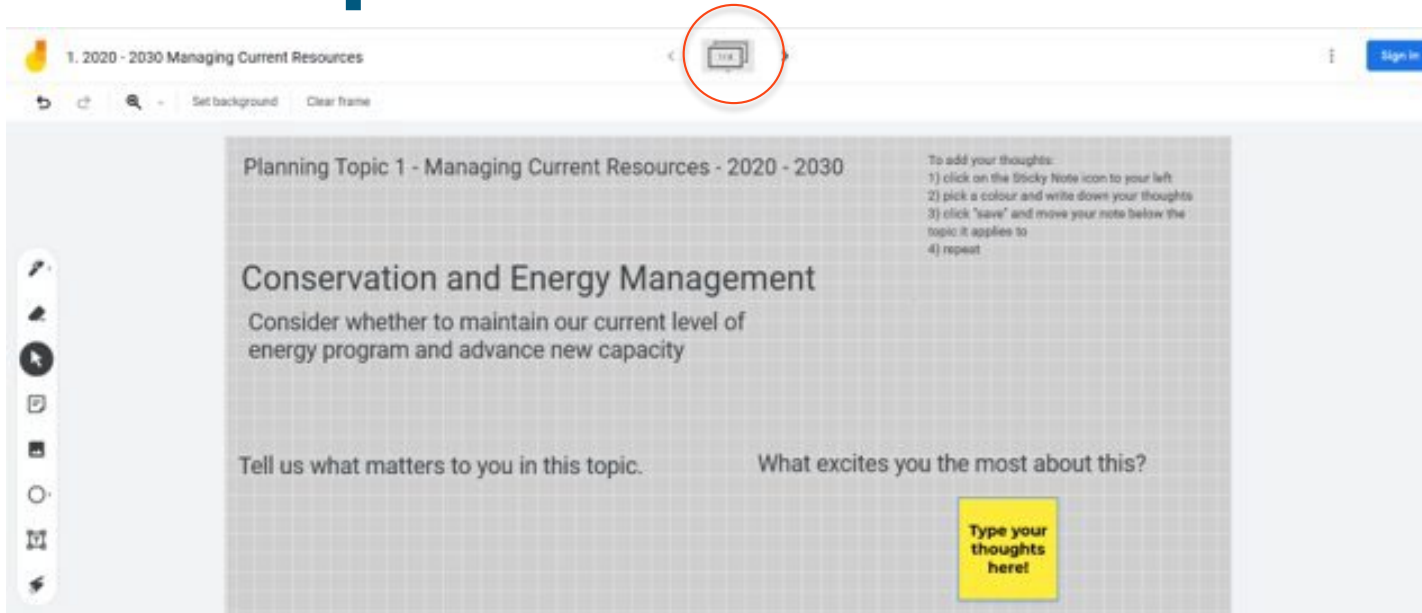 1. 2020 - 2030 Managing Current Resources
Sign in
Set background Clear frame
Planning Topic 1 - Managing Current Resources - 2020 - 2030
To add your thoughts:
1) click on the Sticky Note icon to your left
2) pick a colour and write down your thoughts
3) click "save" and move your note below the
topic it applies to
4) repeat
Conservation and Energy Management
Consider whether to maintain our current level of
energy program and advance new capacity
Tell us what matters to you in this topic.
What excites you the most about this?
Type your
thoughts
here!